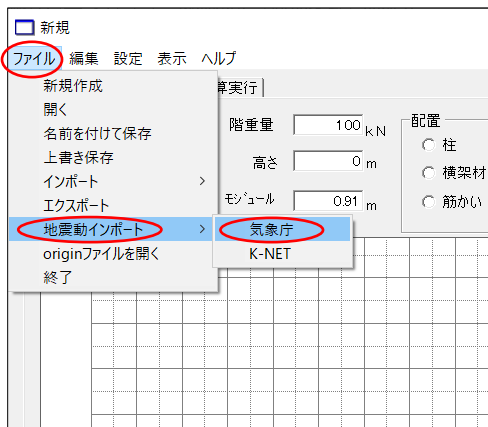 新規
ファイル 編集 設定 表示 ヘルプ
新規作成
開く
名前を付けて保存
上書き保存
インポート >
エクスポート
地震動インポート >
originファイルを開く
終了
気象庁
K-NET
算実行
階重量 100 kN
高さ 0 m
モジュール 0.91 m
配置
柱
横架材
筋かい